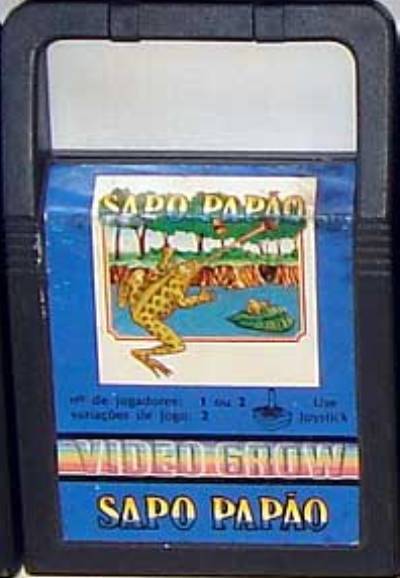 SAPO PAPÃO
nº de jogadores: 1 ou 2
variações de jogo: 2
Use
Joystick
VIDEO GROW
SAPO PAPÃO